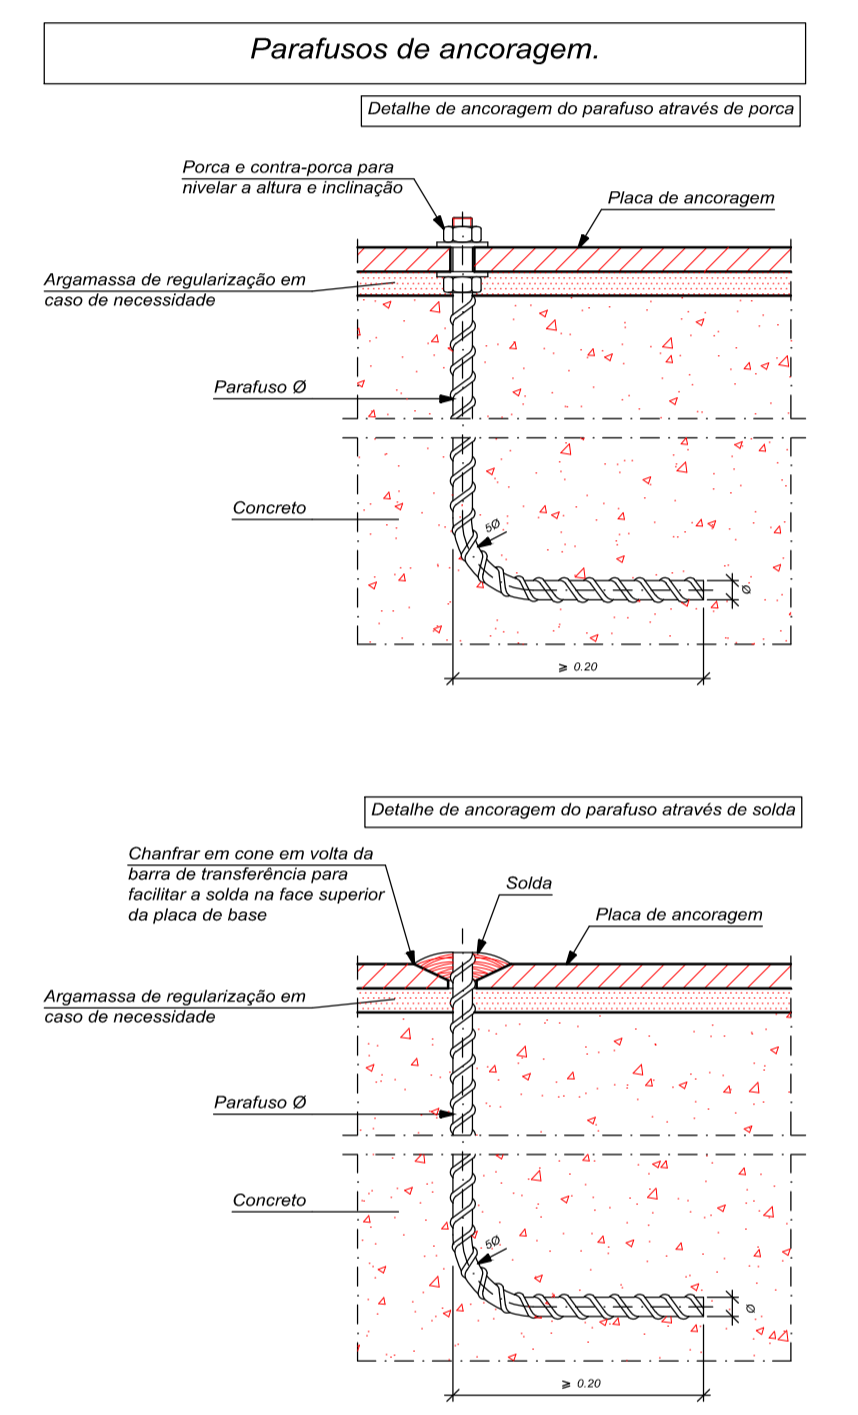 Parafusos de ancoragem.
Detalhe de ancoragem do parafuso através de porca
Porca e contra-porca para
nivelar a altura e inclinação
Placa de ancoragem
Argamassa de regularização em
caso de necessidade
Parafuso Ø
Concreto
5Ø
Ø
⩾ 0.20
Detalhe de ancoragem do parafuso através de solda
Chanfrar em cone em volta da
barra de transferência para
facilitar a solda na face superior
da placa de base
Solda
Placa de ancoragem
Argamassa de regularização em
caso de necessidade
Parafuso Ø
Concreto
5Ø
Ø
⩾ 0.20